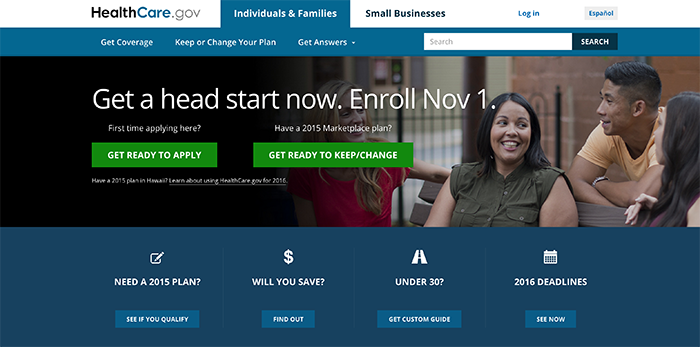 HealthCare.gov
Individuals & Families
Small Businesses
Log in
Español
Get Coverage
Keep or Change Your Plan
Get Answers
Search
SEARCH
Get a head start now. Enroll Nov 1.
First time applying here?
Have a 2015 Marketplace plan?
GET READY TO APPLY
GET READY TO KEEP/CHANGE
Have a 2015 plan in Hawaii? Learn about using HealthCare.gov for 2016.
NEED A 2015 PLAN?
WILL YOU SAVE?
UNDER 30?
2016 DEADLINES
SEE IF YOU QUALIFY
FIND OUT
GET CUSTOM GUIDE
SEE NOW